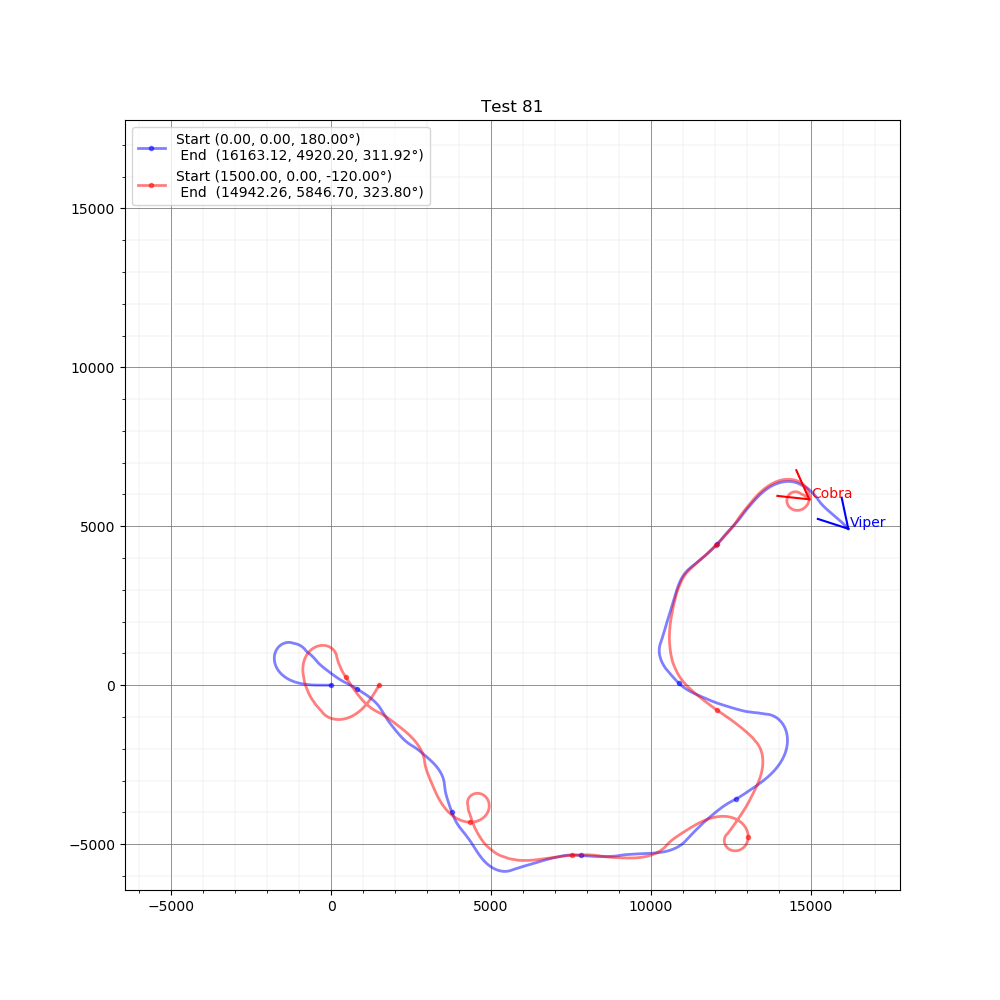 Test 81
Start (0.00, 0.00, 180.00°)
End  (16163.12, 4920.20, 311.92°)
Start (1500.00, 0.00, -120.00°)
End  (14942.26, 5846.70, 323.80°)
15000
10000
5000
0
−5000
Cobra
Viper
−5000
0
5000
10000
15000